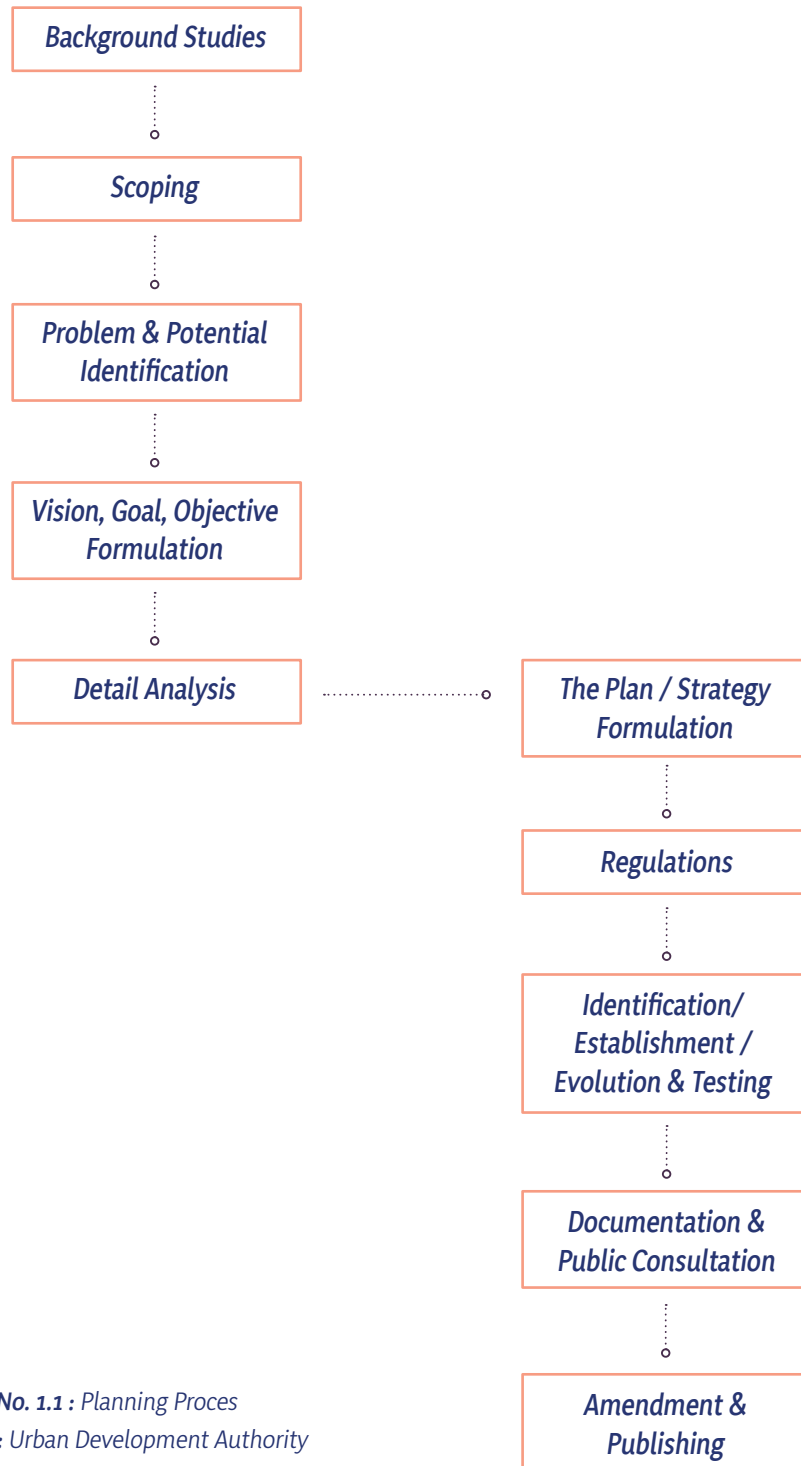 Background Studies
Scoping
Problem & Potential
Identification
Vision, Goal, Objective
Formulation
Detail Analysis
The Plan / Strategy
Formulation
Regulations
Identification/
Establishment /
Evolution & Testing
Documentation &
Public Consultation
Amendment &
Publishing
No. 1.1 : Planning Proces
: Urban Development Authority